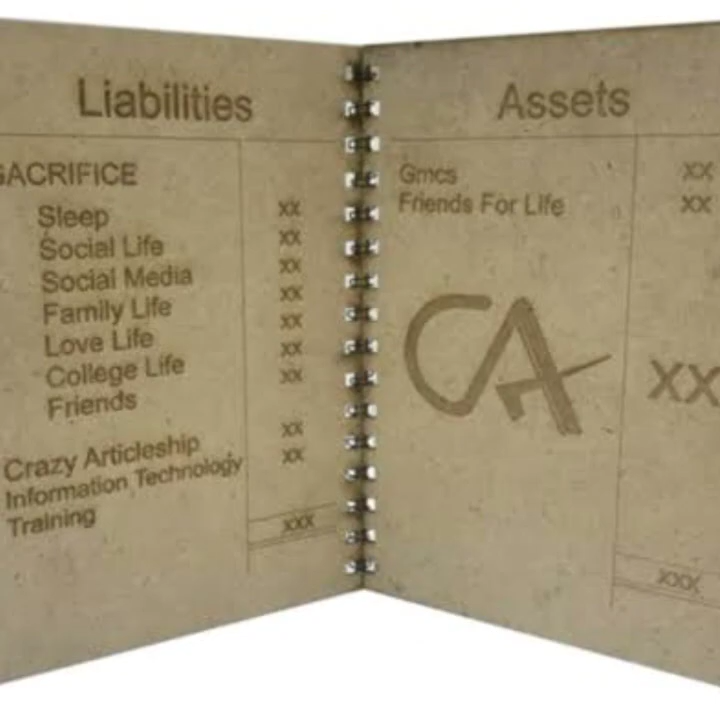 Liabilities
SACRIFICE
Sleep xx
Social Life xx
Social Media xx
Family Life xx
Love Life xx
College Life xx
Friends xx
Crazy Articleship xx
Information Technology xx
Training
xxx
Assets
Gmcs xx
Friends For Life xx
CA xx
xxx